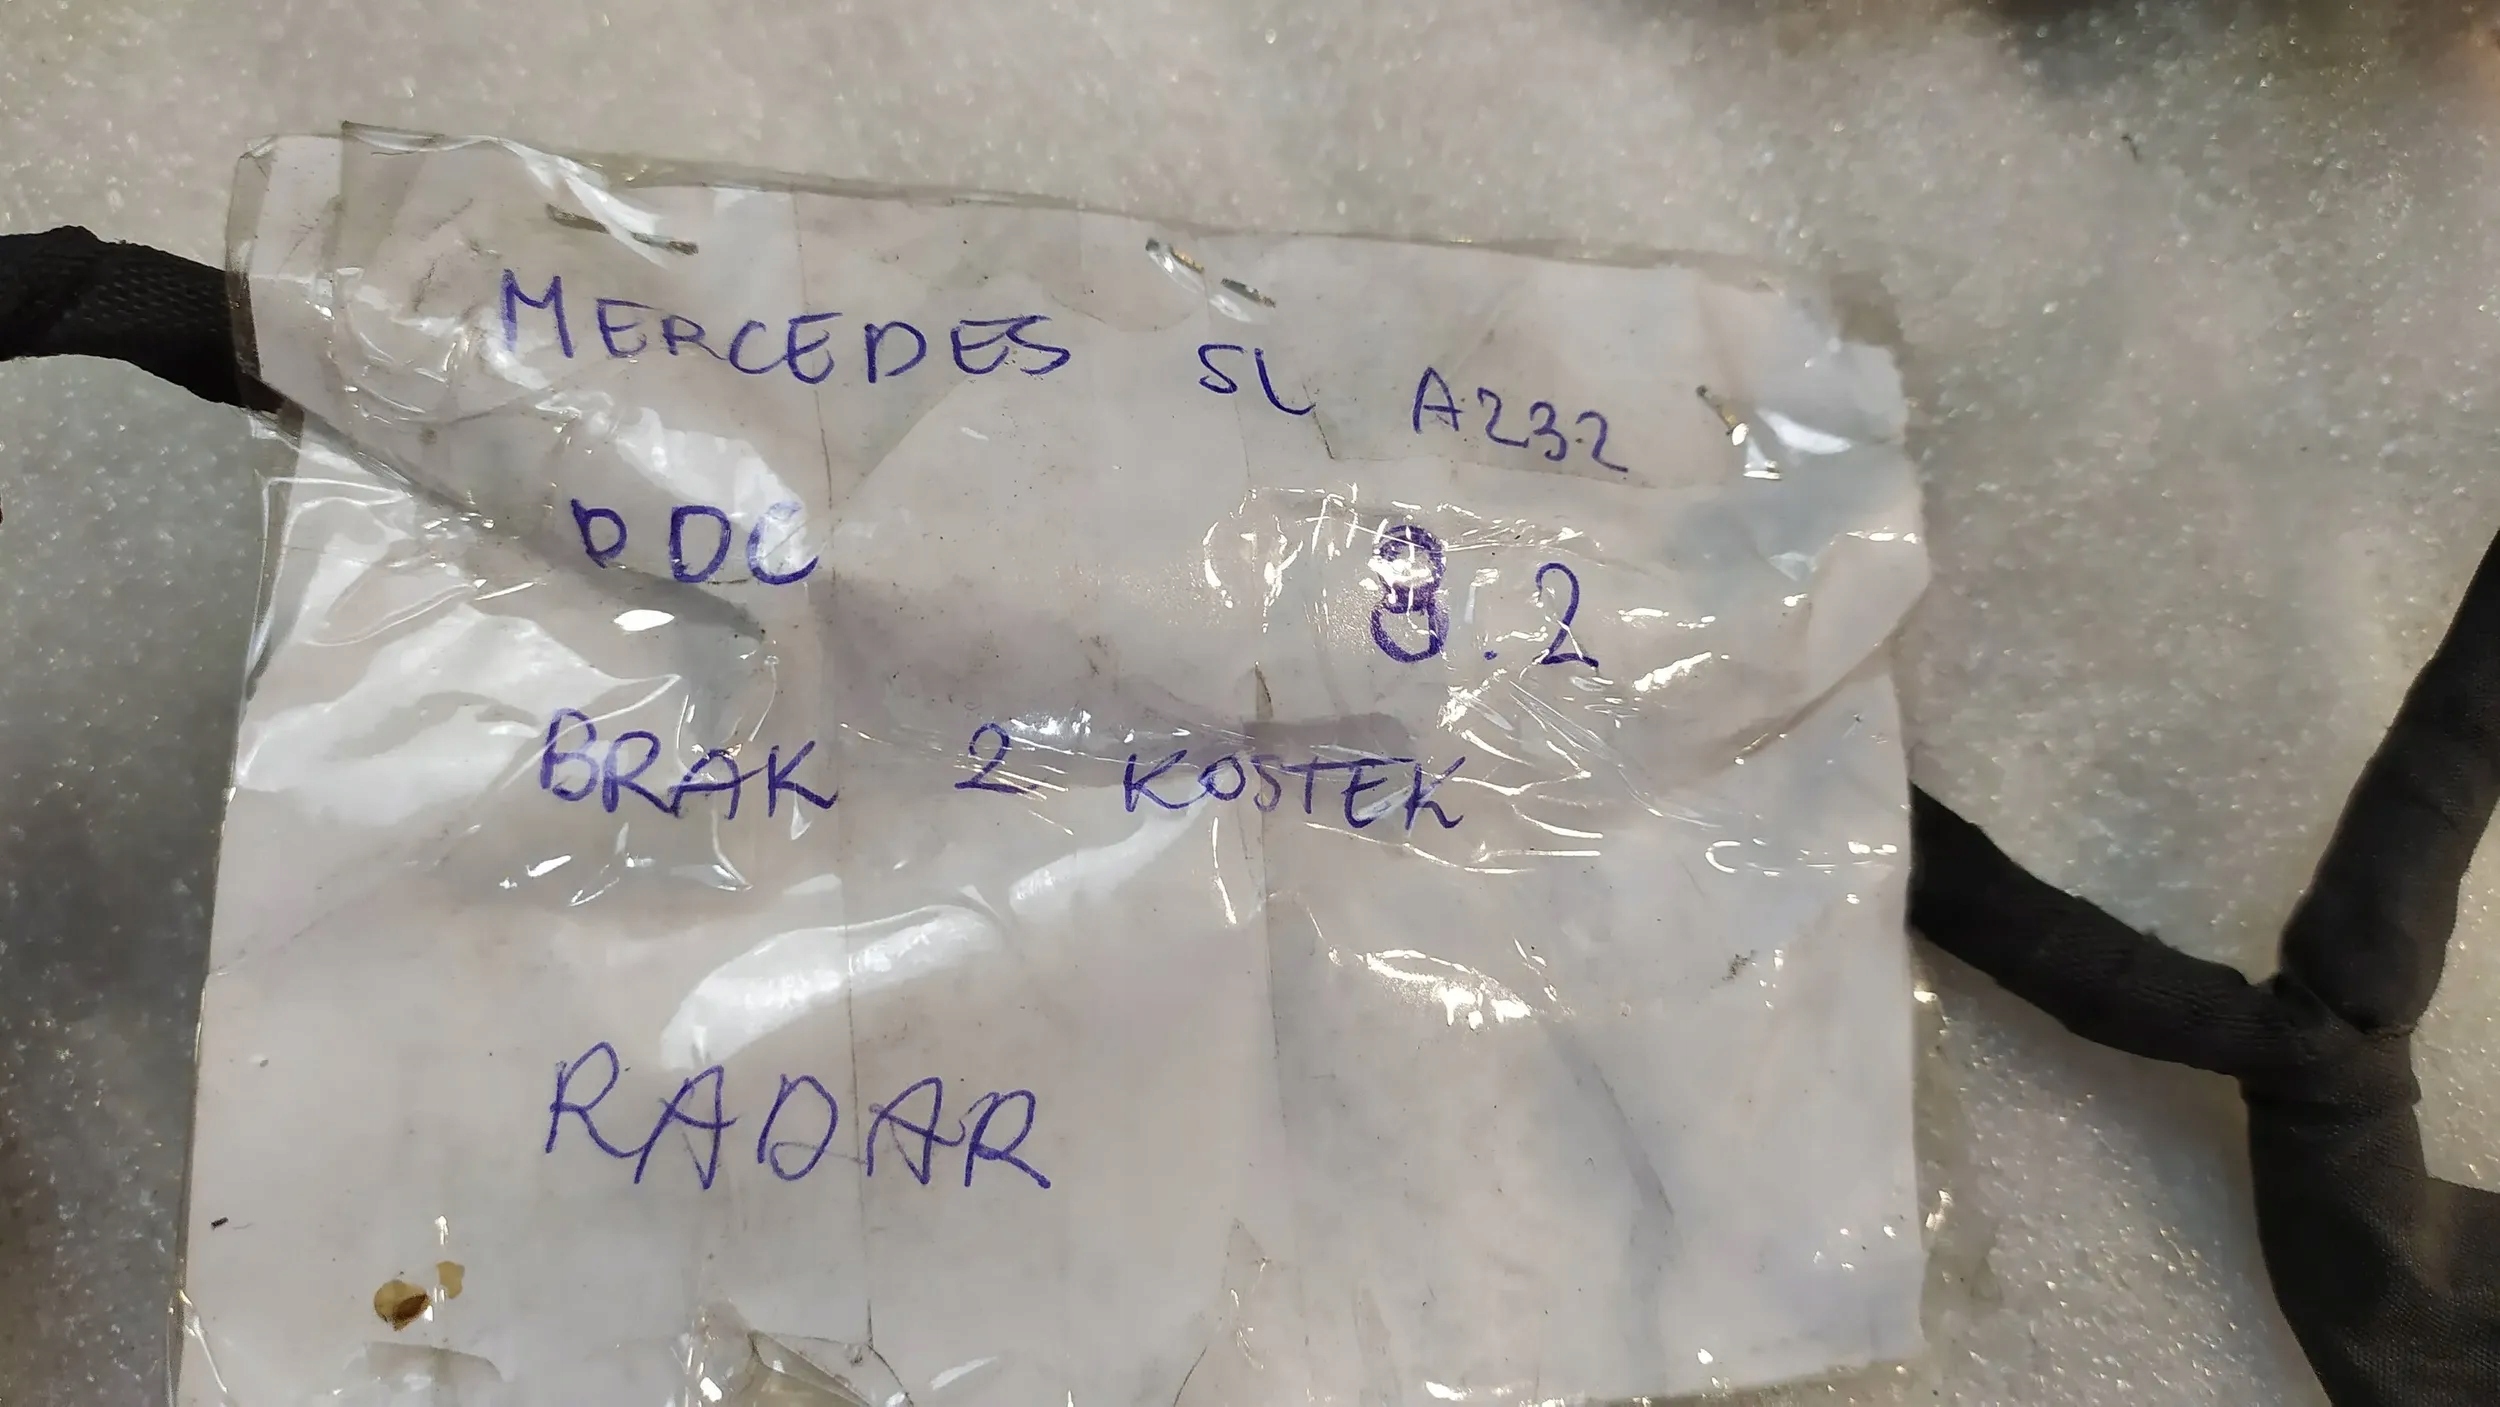 MERCEDES SL A232
PDC 8.2
BRAK 2 KOSTEK
RADAR